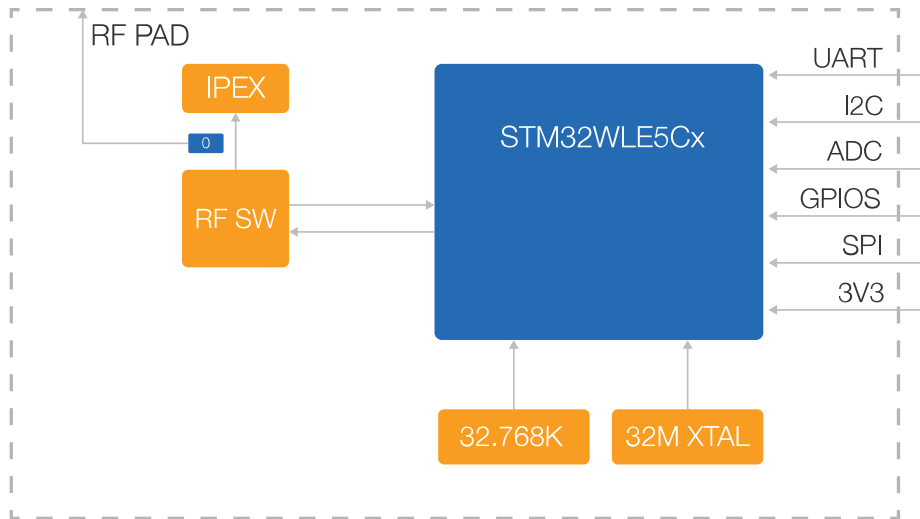 RF PAD
IPEX
0
RF SW
STM32WLE5Cx
UART
I2C
ADC
GPIOS
SPI
3V3
32.768K
32M XTAL